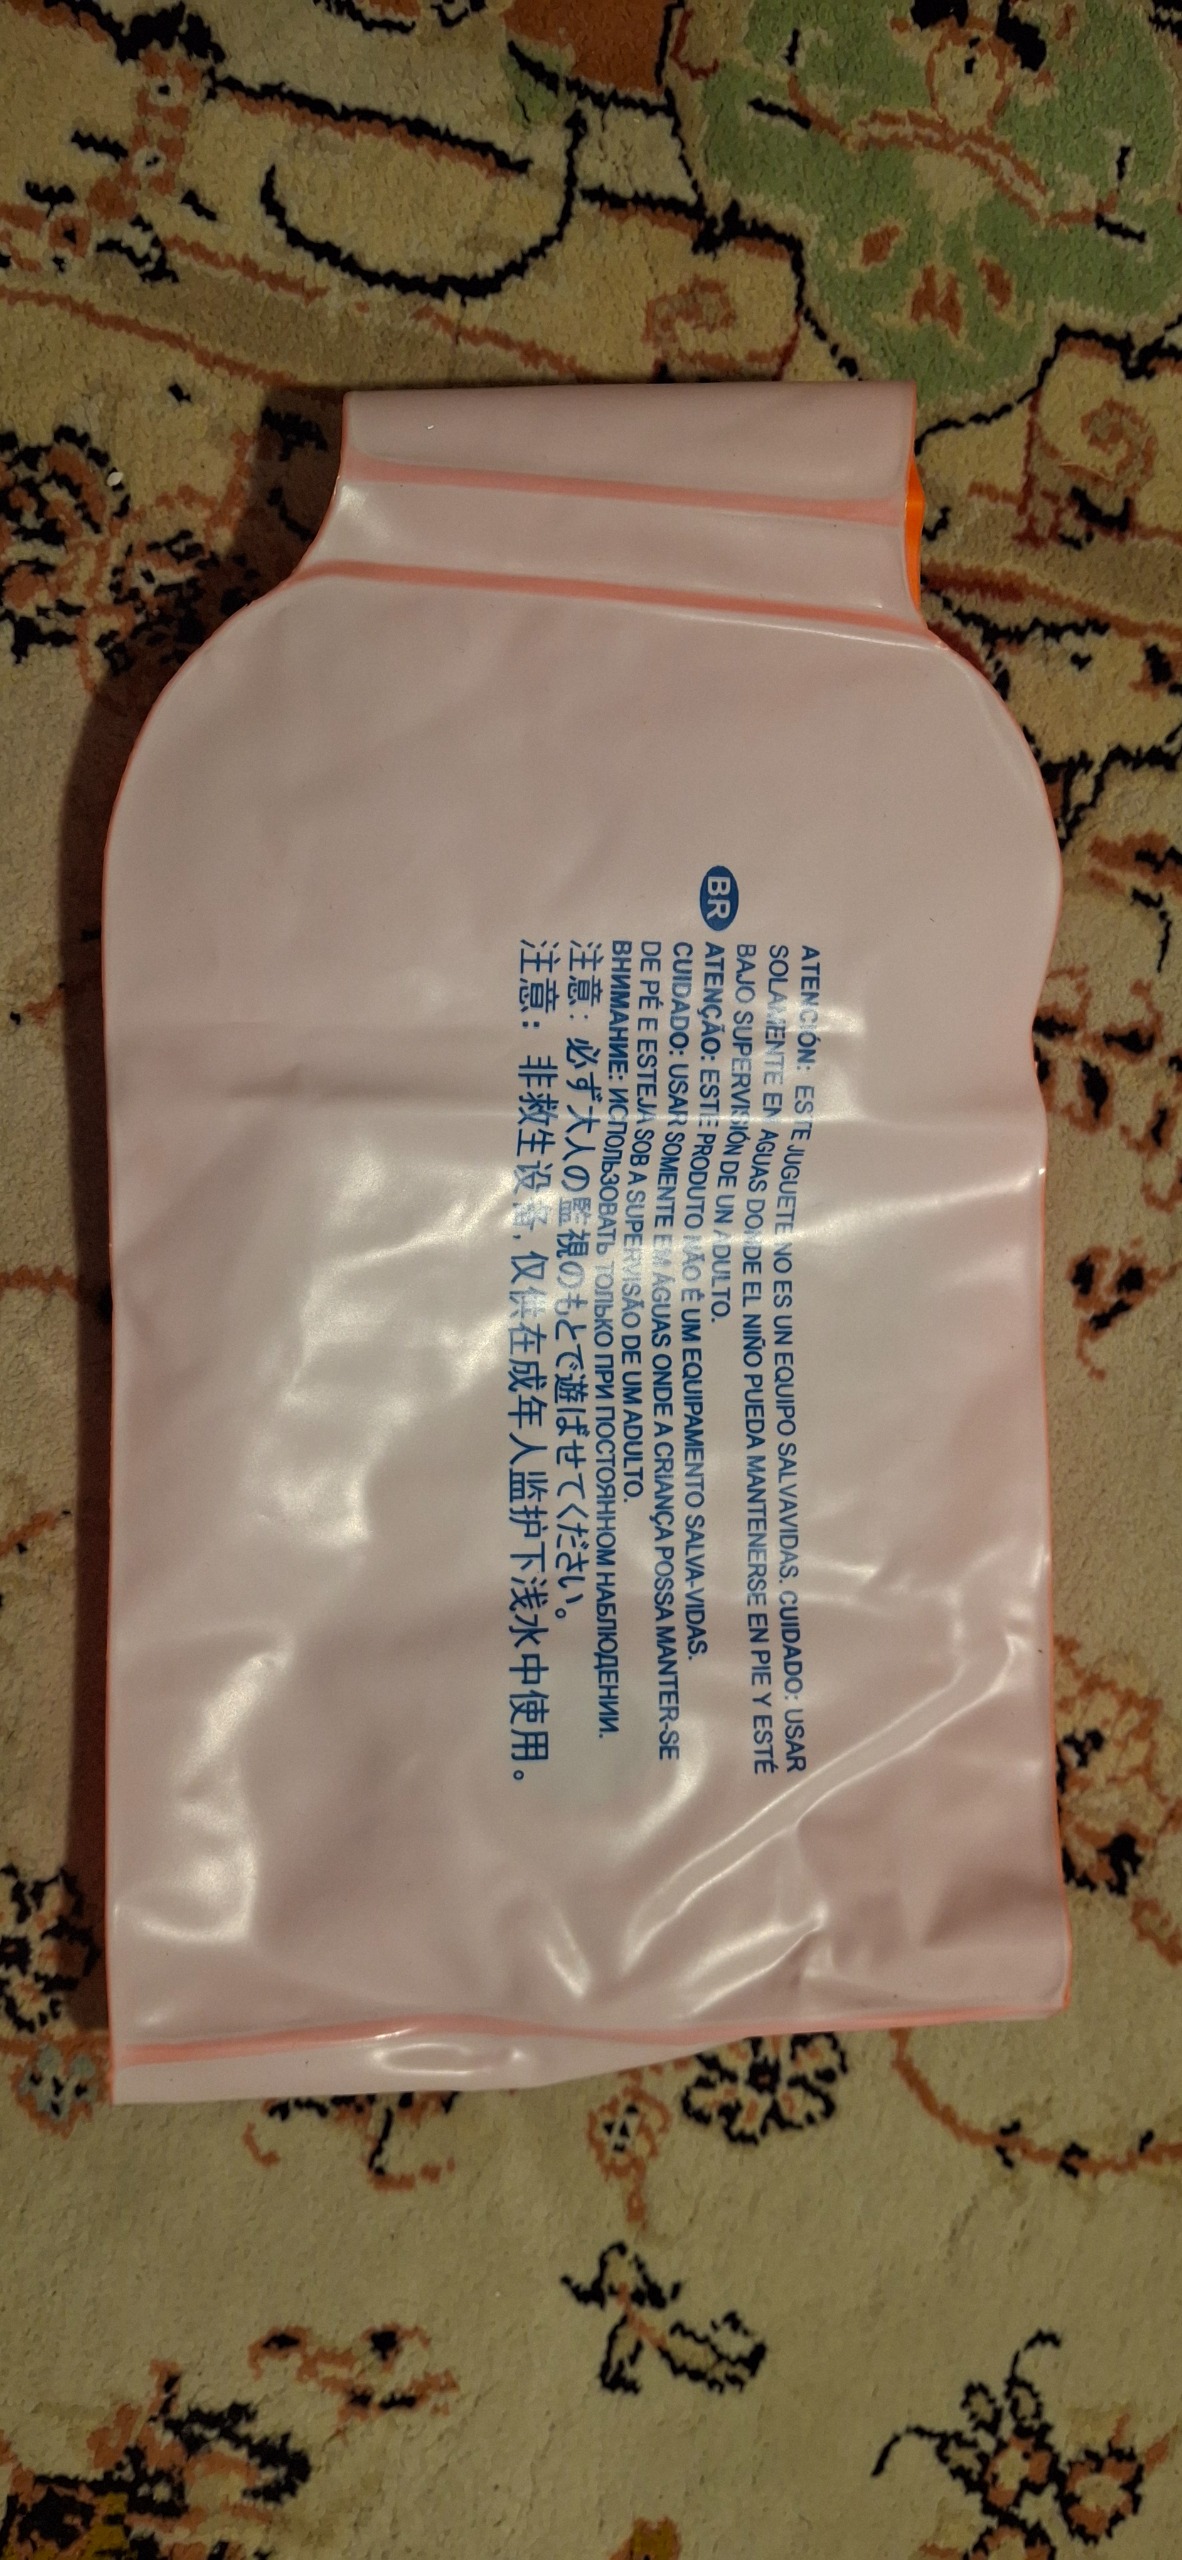 ATENCIÓN: ESTE JUGUETE NO ES UN EQUIPO SALVAVIDAS. CUIDADO: USAR
SOLAMENTE EN AGUAS DONDE EL NIÑO PUEDA MANTENERSE EN PIE Y ESTÉ
BAJO SUPERVISIÓN DE UN ADULTO.
BR ATENÇÃO: ESTE PRODUTO NÃO É UM EQUIPAMENTO SALVA-VIDAS.
CUIDADO: USAR SOMENTE EM ÁGUAS ONDE A CRIANÇA POSSA MANTER-SE
DE PÉ E ESTEJA SOB A SUPERVISÃO DE UM ADULTO.
ВНИМАНИЕ: ИСПОЛЬЗОВАТЬ ТОЛЬКО ПРИ ПОСТОЯННОМ НАБЛЮДЕНИИ.
注意：必ず大人の監視のもとで遊ばせてください。
注意：非救生设备，仅供在成年人监护下浅水中使用。